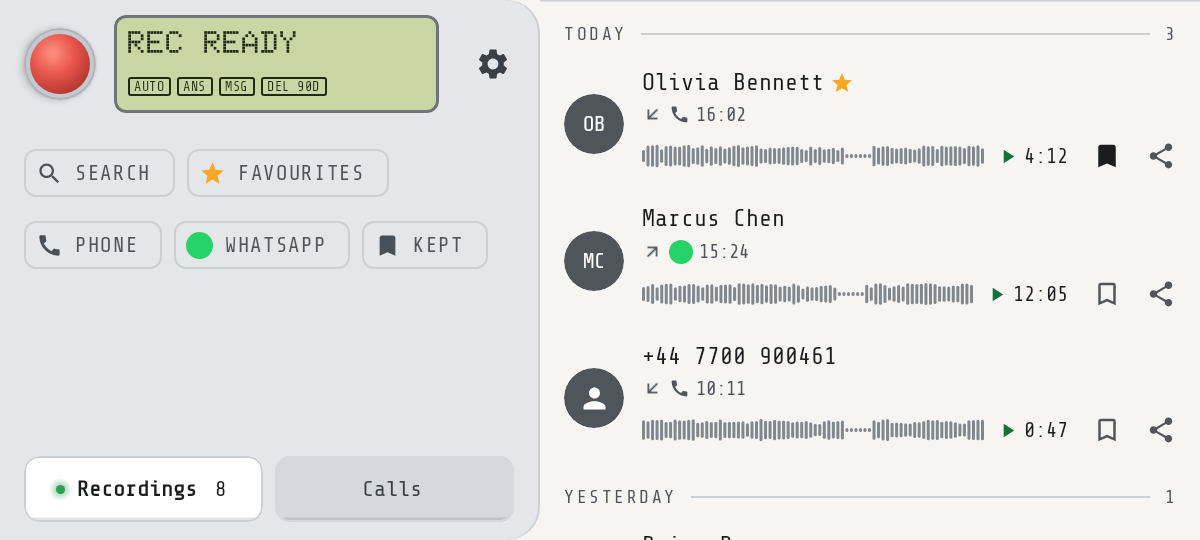 REC READY
AUTO ANS MSG DEL 90D
SEARCH FAVOURITES
PHONE WHATSAPP KEPT
Recordings 8 Calls
TODAY 3
OB
Olivia Bennett
16:02
4:12
MC
Marcus Chen
15:24
12:05
+44 7700 900461
10:11
0:47
YESTERDAY 1